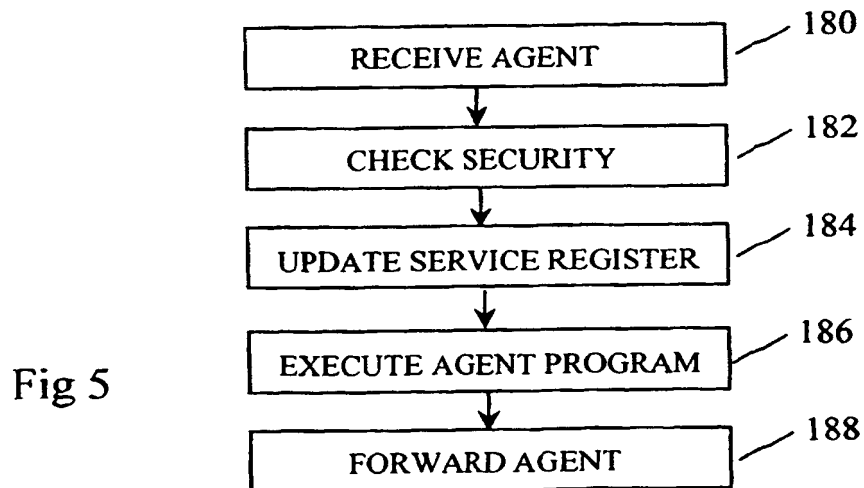 180
RECEIVE AGENT
182
CHECK SECURITY
184
UPDATE SERVICE REGISTER
186
EXECUTE AGENT PROGRAM
Fig 5
188
FORWARD AGENT